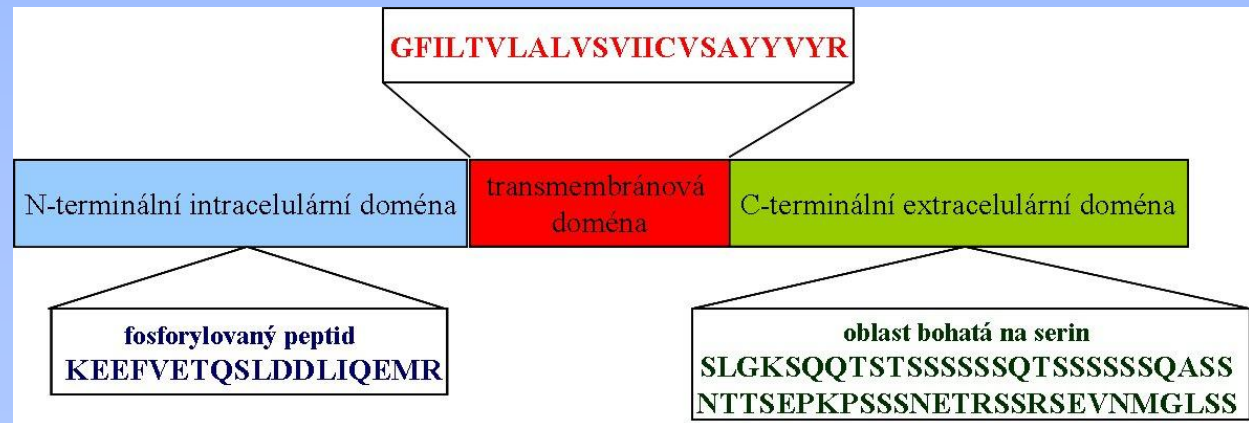 GFILTVLALVSVIICVSAYYVYR
N-terminální intracelulární doména
transmembránová
doména
C-terminální extracelulární doména
fosforylovaný peptid
KEEFVETQSLDDLIQEMR
oblast bohatá na serin
SLGKSQQTSTSSSSSSQTSSSSSSQASS
NTTSEPKPSSSNETRSSRSEVNMGLSS